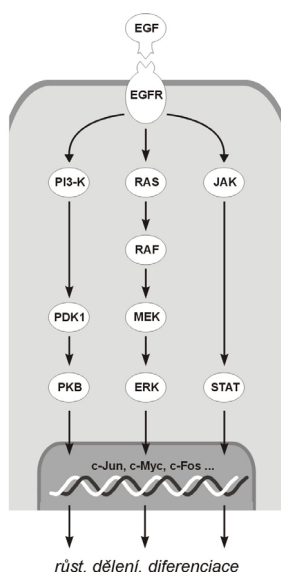 EGF
EGFR
PI3-K RAS JAK
RAF
PDK1 MEK
PKB ERK STAT
c-Jun, c-Myc, c-Fos ...
růst, dělení, diferenciace